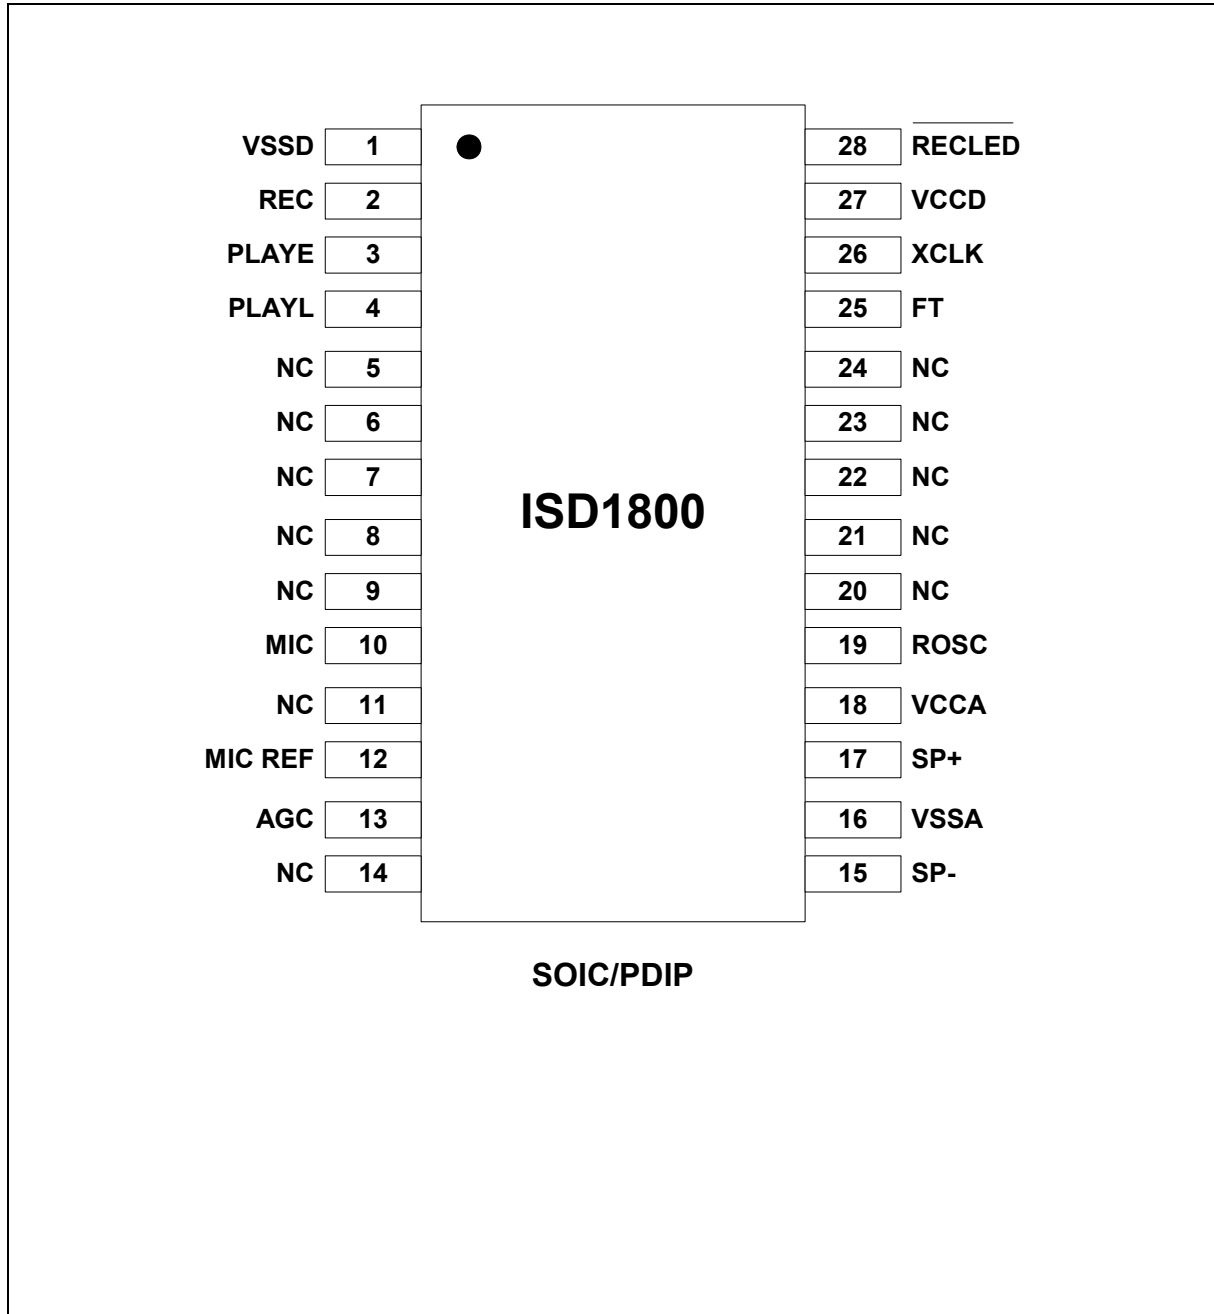 VSSD 1 28 RECLED
REC 2 27 VCCD
PLAYE 3 26 XCLK
PLAYL 4 25 FT
NC 5 24 NC
NC 6 23 NC
NC 7 22 NC
ISD1800
NC 8 21 NC
NC 9 20 NC
MIC 10 19 ROSC
NC 11 18 VCCA
MIC REF 12 17 SP+
AGC 13 16 VSSA
NC 14 15 SP-
SOIC/PDIP